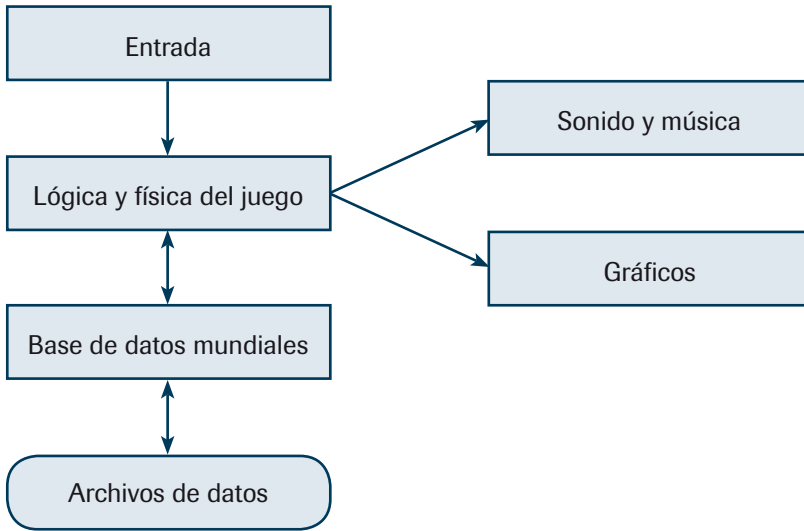 Entrada
Sonido y música
Lógica y física del juego
Gráficos
Base de datos mundiales
Archivos de datos